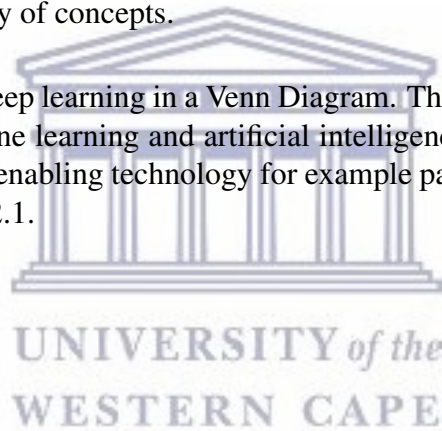 y of concepts.
eep learning in a Venn Diagram. Th
ne learning and artificial intelligenc
enabling technology for example pa
2.1.
UNIVERSITY of the
WESTERN CAPE